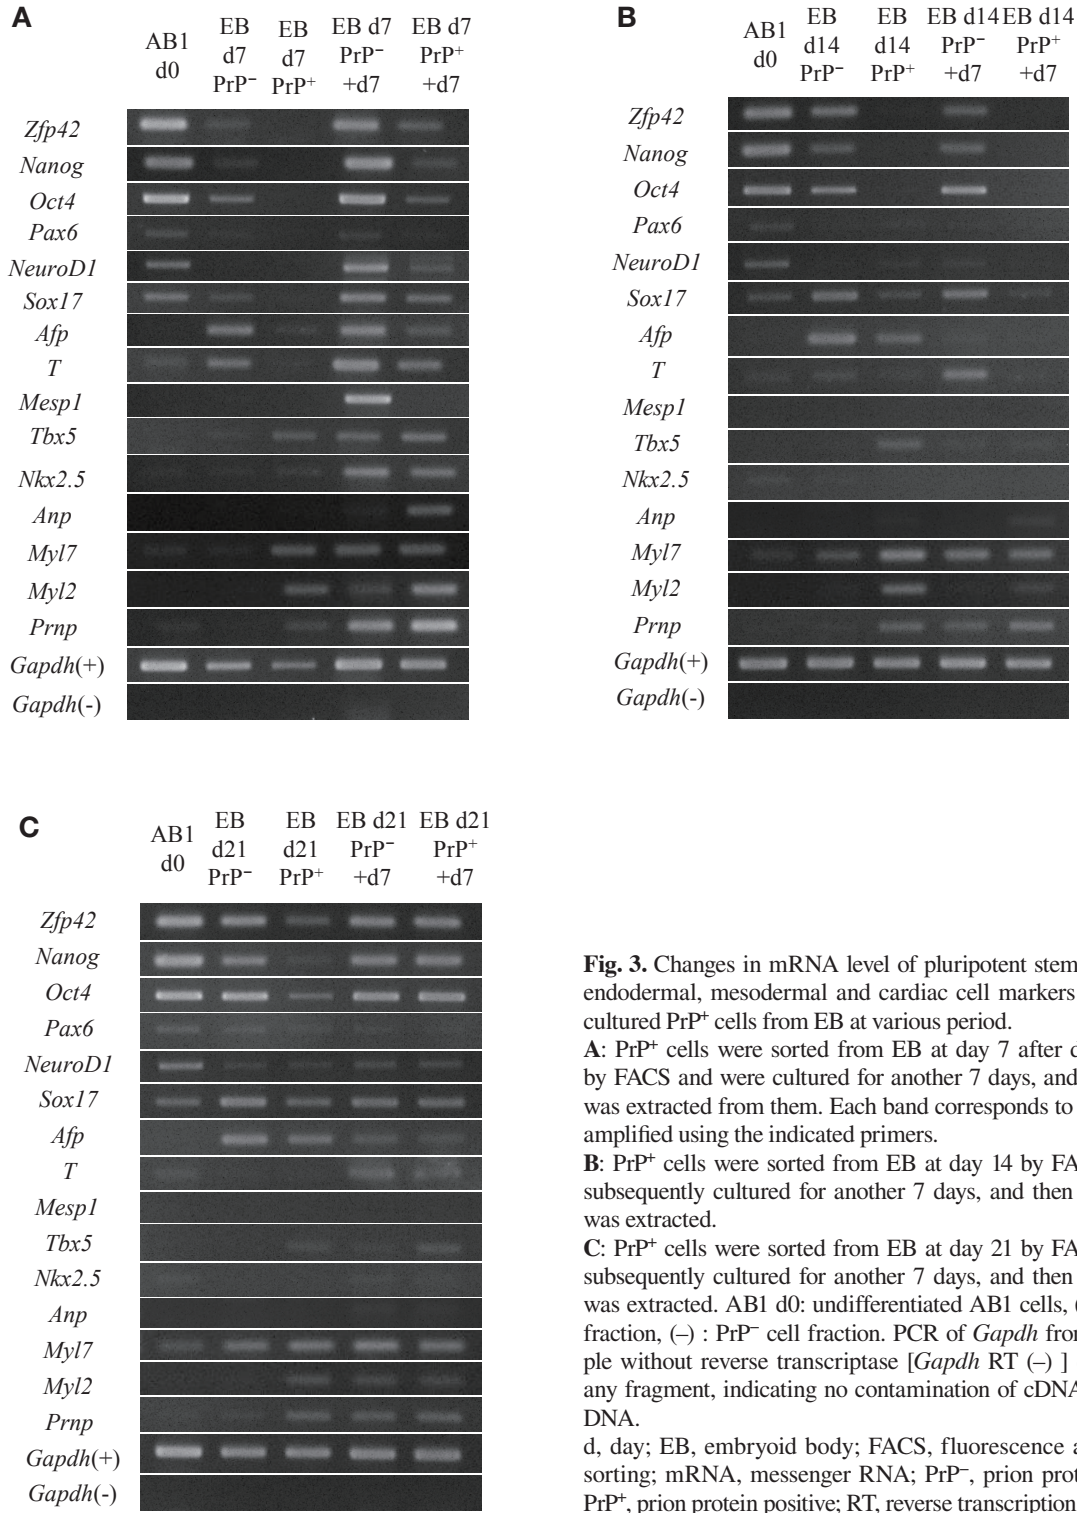 A
AB1
d0
EB
d7
PrP⁻
EB
d7
PrP⁺
EB d7
PrP⁻
+d7
EB d7
PrP⁺
+d7
Zfp42
Nanog
Oct4
Pax6
NeuroD1
Sox17
Afp
T
Mesp1
Tbx5
Nkx2.5
Anp
Myl7
Myl2
Prnp
Gapdh(+)
Gapdh(-)
B
AB1
d0
EB
d14
PrP⁻
EB
d14
PrP⁺
EB d14
PrP⁻
+d7
EB d14
PrP⁺
+d7
Zfp42
Nanog
Oct4
Pax6
NeuroD1
Sox17
Afp
T
Mesp1
Tbx5
Nkx2.5
Anp
Myl7
Myl2
Prnp
Gapdh(+)
Gapdh(-)
C
AB1
d0
EB
d21
PrP⁻
EB
d21
PrP⁺
EB d21
PrP⁻
+d7
EB d21
PrP⁺
+d7
Zfp42
Nanog
Oct4
Pax6
NeuroD1
Sox17
Afp
T
Mesp1
Tbx5
Nkx2.5
Anp
Myl7
Myl2
Prnp
Gapdh(+)
Gapdh(-)
Fig. 3. Changes in mRNA level of pluripotent stem
endodermal, mesodermal and cardiac cell markers
cultured PrP⁺ cells from EB at various period.
A: PrP⁺ cells were sorted from EB at day 7 after d
by FACS and were cultured for another 7 days, and
was extracted from them. Each band corresponds to
amplified using the indicated primers.
B: PrP⁺ cells were sorted from EB at day 14 by FA
subsequently cultured for another 7 days, and then
was extracted.
C: PrP⁺ cells were sorted from EB at day 21 by FA
subsequently cultured for another 7 days, and then
was extracted. AB1 d0: undifferentiated AB1 cells, (
fraction, (–) : PrP⁻ cell fraction. PCR of Gapdh from
ple without reverse transcriptase [Gapdh RT (–) ]
any fragment, indicating no contamination of cDNA
DNA.
d, day; EB, embryoid body; FACS, fluorescence a
sorting; mRNA, messenger RNA; PrP⁻, prion prot
PrP⁺, prion protein positive; RT, reverse transcription